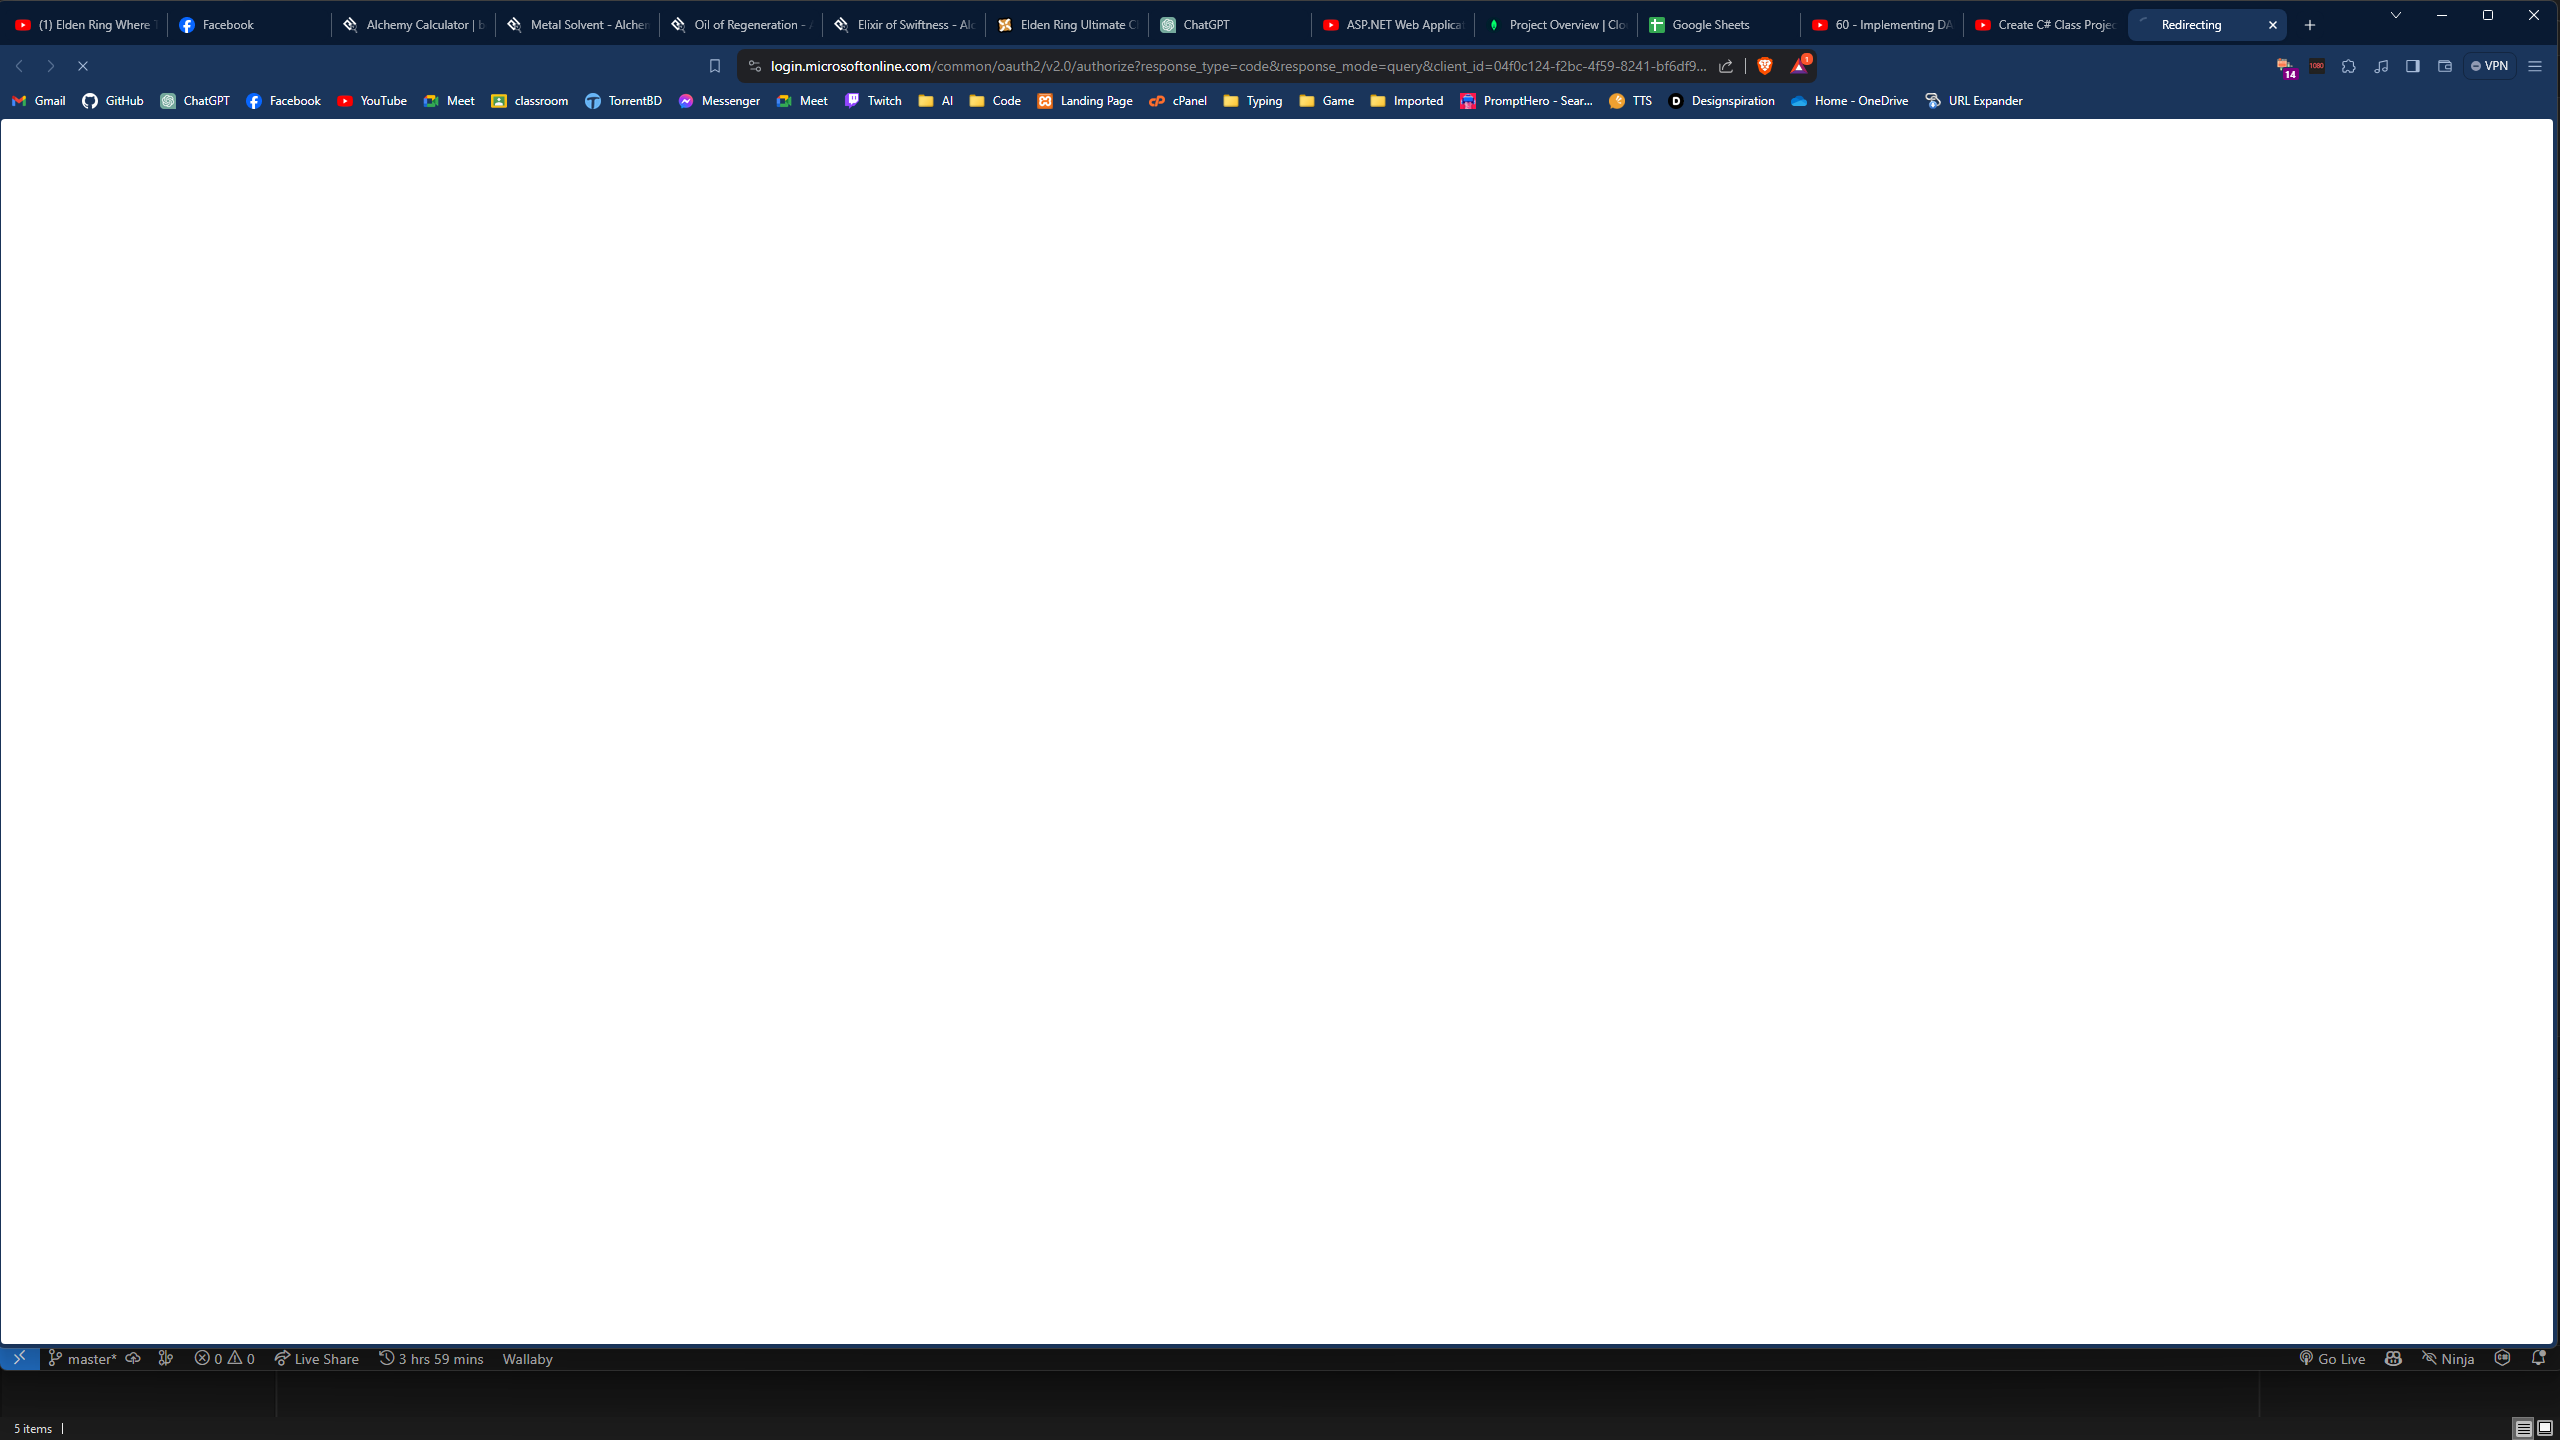 (1) Elden Ring Where T
Facebook
Alchemy Calculator | b
Metal Solvent - Alchem
Oil of Regeneration - A
Elixir of Swiftness - Alc
Elden Ring Ultimate C
ChatGPT
ASP.NET Web Applicat
Project Overview | Clo
Google Sheets
60 - Implementing DA
Create C# Class Projec
Redirecting
login.microsoftonline.com/common/oauth2/v2.0/authorize?response_type=code&response_mode=query&client_id=04f0c124-f2bc-4f59-8241-bf6df9...
1
14
1080
VPN
Gmail GitHub ChatGPT Facebook YouTube Meet classroom TorrentBD Messenger Meet Twitch AI Code Landing Page cPanel Typing Game Imported PromptHero - Sear... TTS Designspiration Home - OneDrive URL Expander
master* 0 0 Live Share 3 hrs 59 mins Wallaby Go Live Ninja
5 items